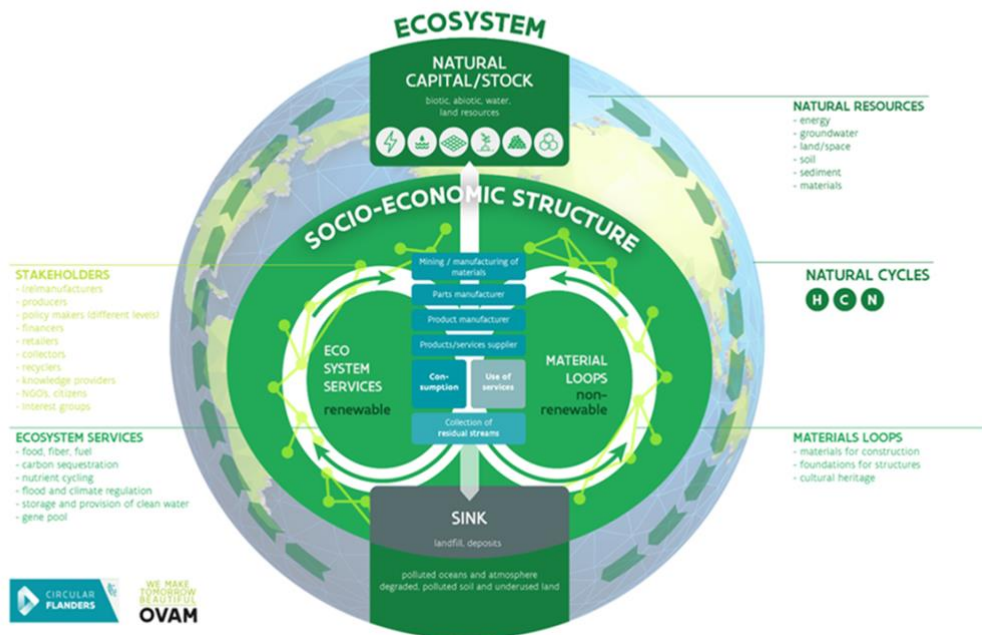 ECOSYSTEM
NATURAL
CAPITAL/STOCK
biotic, abiotic, water,
land resources
NATURAL RESOURCES
- energy
- groundwater
- land/space
- soil
- sediment
- materials
SOCIO-ECONOMIC STRUCTURE
STAKEHOLDERS
- (re)manufacturers
- producers
- policy makers (different levels)
- financers
- retailers
- collectors
- recyclers
- knowledge providers
- NGOs, citizens
- interest groups
NATURAL CYCLES
H C N
Mining / manufacturing of
materials
Parts manufacturer
Product manufacturer
Products/services supplier
Con-
sumption
Use of
services
Collection of
residual streams
ECO
SYSTEM
SERVICES
renewable
MATERIAL
LOOPS
non-
renewable
ECOSYSTEM SERVICES
- food, fiber, fuel
- carbon sequestration
- nutrient cycling
- flood and climate regulation
- storage and provision of clean water
- gene pool
MATERIALS LOOPS
- materials for construction
- foundations for structures
- cultural heritage
SINK
landfill, deposits
polluted oceans and atmosphere
degraded, polluted soil and underused land
CIRCULAR
FLANDERS
WE MAKE
TOMORROW
BEAUTIFUL
OVAM